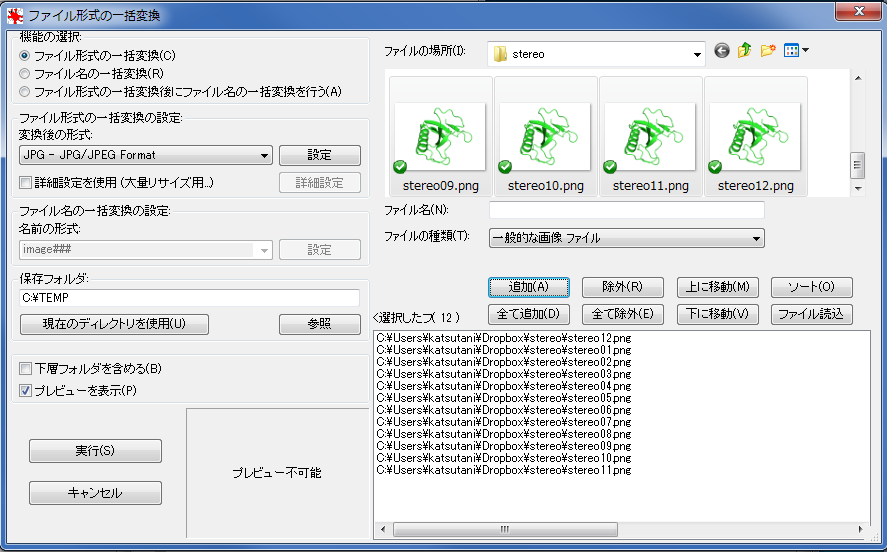 ファイル形式の一括変換
機能の選択:
ファイル形式の一括変換(C)
ファイル名の一括変換(R)
ファイル形式の一括変換後にファイル名の一括変換を行う(A)
ファイル形式の一括変換の設定:
変換後の形式:
JPG - JPG/JPEG Format
設定
詳細設定を使用 (大量リサイズ用...)
詳細設定
ファイル名の一括変換の設定:
名前の形式:
image###
設定
保存フォルダ:
C:¥TEMP
現在のディレクトリを使用(U)
参照
下層フォルダを含める(B)
プレビューを表示(P)
実行(S)
キャンセル
プレビュー不可能
ファイルの場所(I):
stereo
stereo09.png
stereo10.png
stereo11.png
stereo12.png
ファイル名(N):
ファイルの種類(T):
一般的な画像 ファイル
追加(A)
除外(R)
上に移動(M)
ソート(O)
<選択したフ( 12 )
全て追加(D)
全て除外(E)
下に移動(V)
ファイル読込
C:¥Users¥katsutani¥Dropbox¥stereo¥stereo12.png
C:¥Users¥katsutani¥Dropbox¥stereo¥stereo01.png
C:¥Users¥katsutani¥Dropbox¥stereo¥stereo02.png
C:¥Users¥katsutani¥Dropbox¥stereo¥stereo03.png
C:¥Users¥katsutani¥Dropbox¥stereo¥stereo04.png
C:¥Users¥katsutani¥Dropbox¥stereo¥stereo05.png
C:¥Users¥katsutani¥Dropbox¥stereo¥stereo06.png
C:¥Users¥katsutani¥Dropbox¥stereo¥stereo07.png
C:¥Users¥katsutani¥Dropbox¥stereo¥stereo08.png
C:¥Users¥katsutani¥Dropbox¥stereo¥stereo09.png
C:¥Users¥katsutani¥Dropbox¥stereo¥stereo10.png
C:¥Users¥katsutani¥Dropbox¥stereo¥stereo11.png